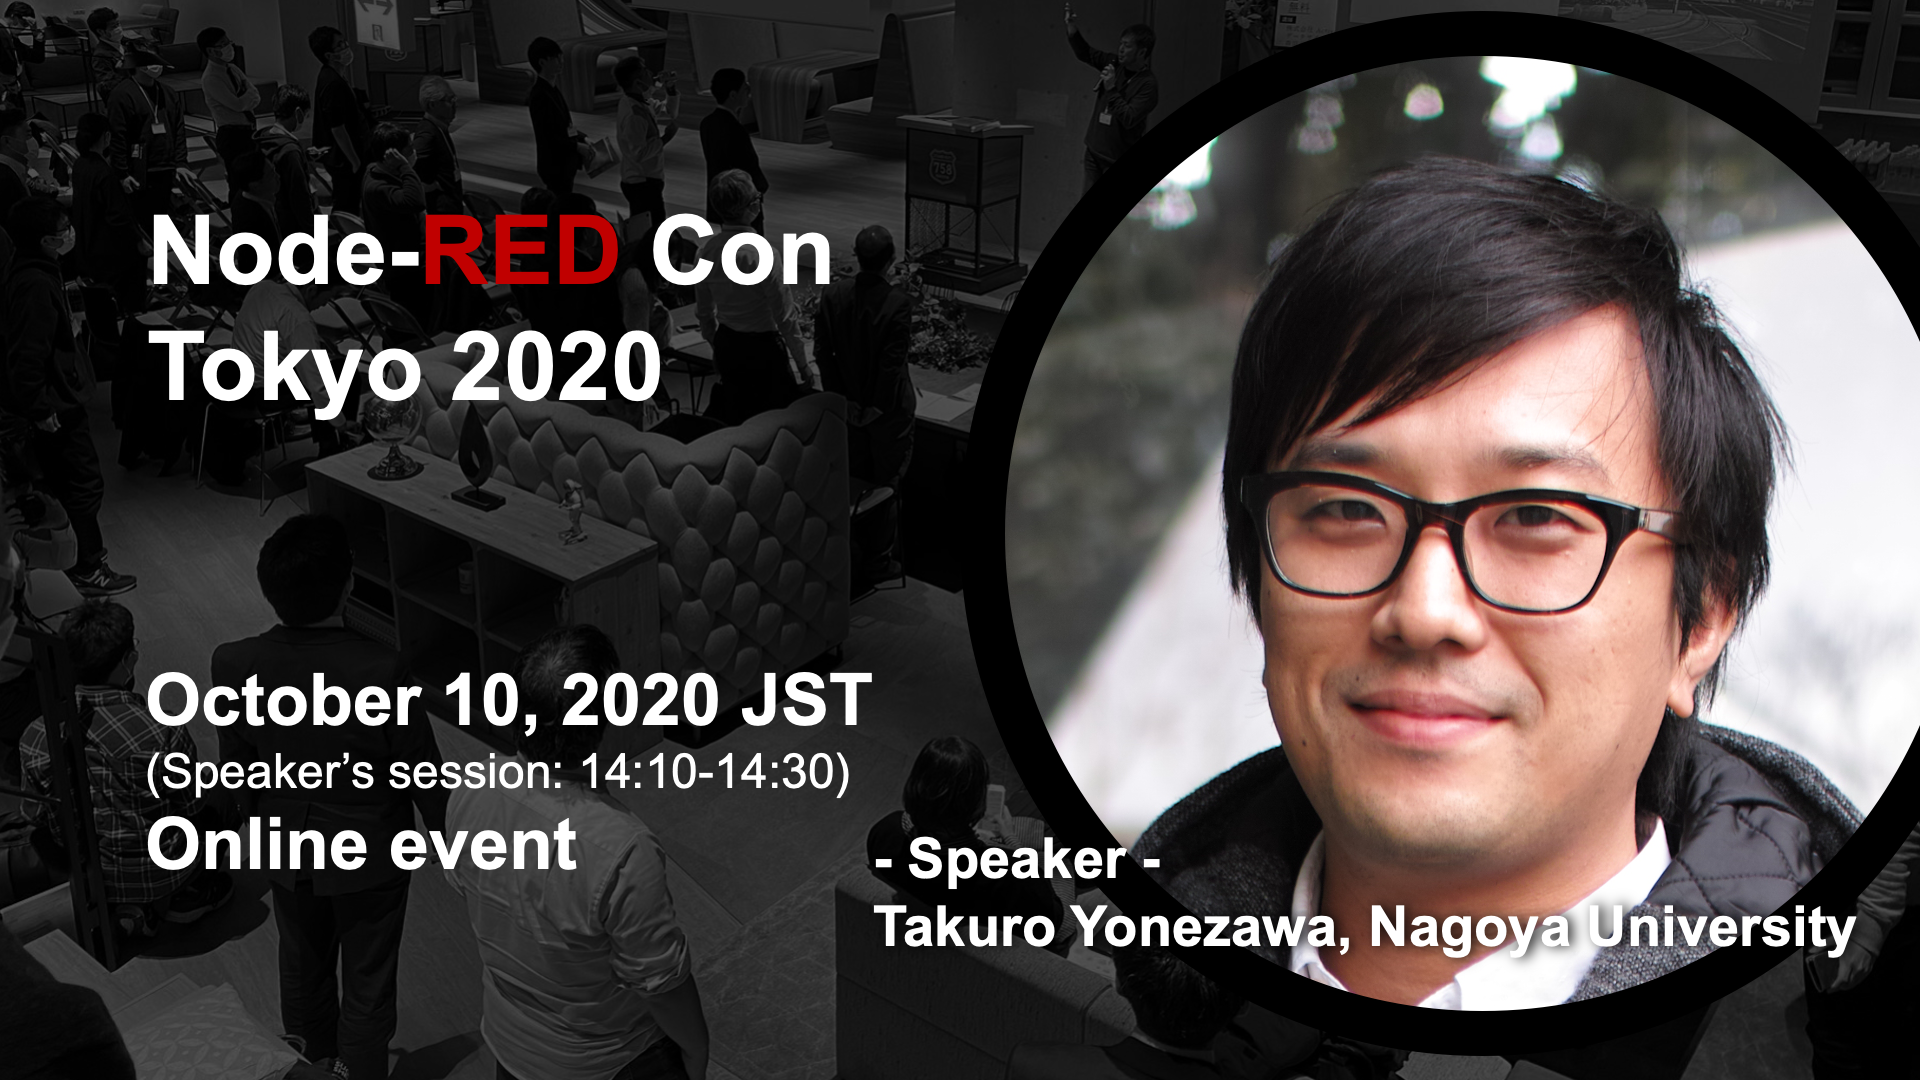 Node-RED Con
Tokyo 2020
October 10, 2020 JST
(Speaker’s session: 14:10-14:30)
Online event
- Speaker -
Takuro Yonezawa, Nagoya University
758